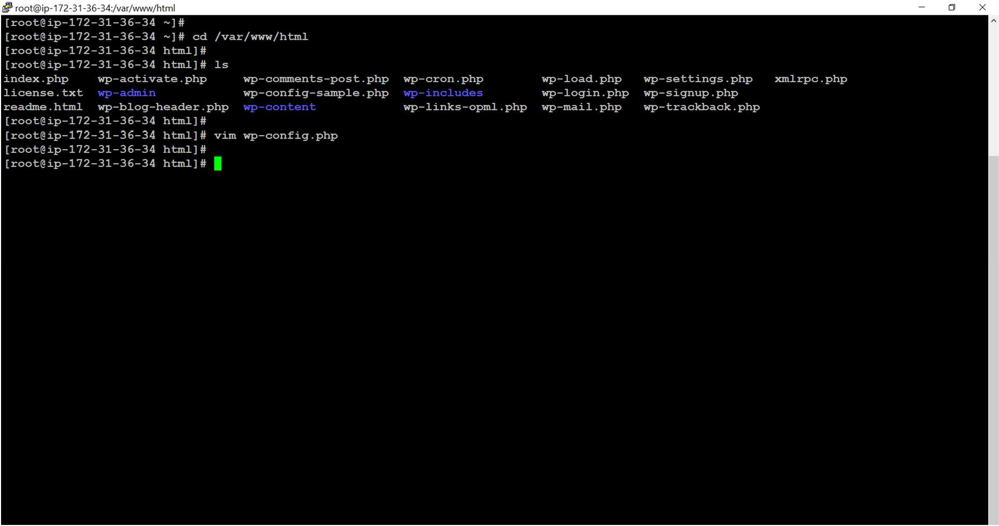 root@ip-172-31-36-34:/var/www/html
[root@ip-172-31-36-34 ~]#
[root@ip-172-31-36-34 ~]# cd /var/www/html
[root@ip-172-31-36-34 html]#
[root@ip-172-31-36-34 html]# ls
index.php    wp-activate.php     wp-comments-post.php  wp-cron.php        wp-load.php   wp-settings.php   xmlrpc.php
license.txt  wp-admin            wp-config-sample.php  wp-includes        wp-login.php  wp-signup.php
readme.html  wp-blog-header.php  wp-content            wp-links-opml.php  wp-mail.php   wp-trackback.php
[root@ip-172-31-36-34 html]#
[root@ip-172-31-36-34 html]# vim wp-config.php
[root@ip-172-31-36-34 html]#
[root@ip-172-31-36-34 html]#